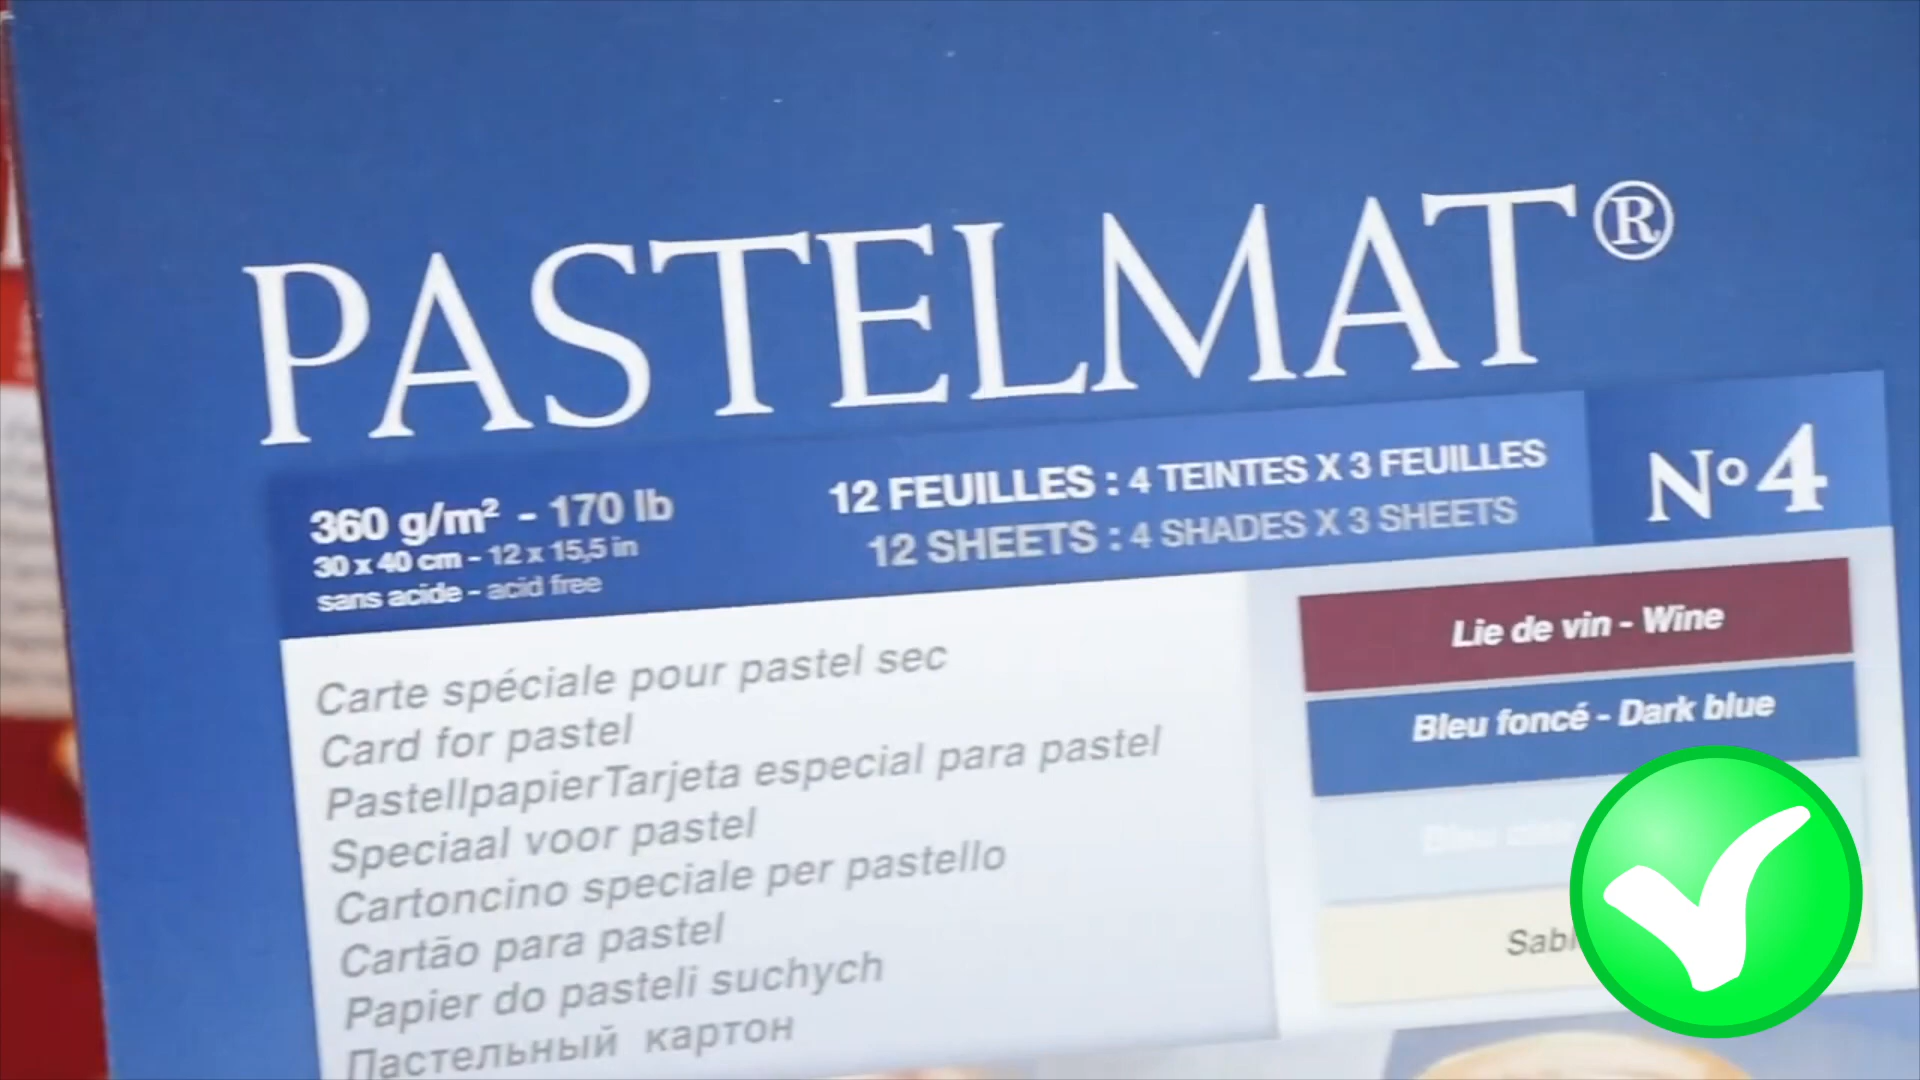 PASTELMAT®
360 g/m² - 170 lb
30 x 40 cm - 12 x 15,5 in
sans acide - acid free
12 FEUILLES : 4 TEINTES X 3 FEUILLES
12 SHEETS : 4 SHADES X 3 SHEETS
Nº4
Carte spéciale pour pastel sec
Card for pastel
PastellpapierTarjeta especial para pastel
Speciaal voor pastel
Cartoncino speciale per pastello
Cartão para pastel
Papier do pasteli suchych
Пастельный картон
Lie de vin - Wine
Bleu foncé - Dark blue
Bleu